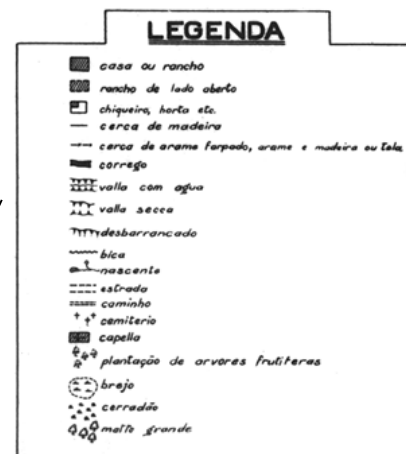 LEGENDA
casa ou rancho
rancho de lado aberto
chiqueiro, horta etc.
cerca de madeira
cerca de arame farpado, arame e madeira ou tela
corrego
valla com agua
valla secca
desbarrancado
bica
nascente
estrada
caminho
cemiterio
capella
plantação de arvores frutiferas
brejo
cerradão
matto grande